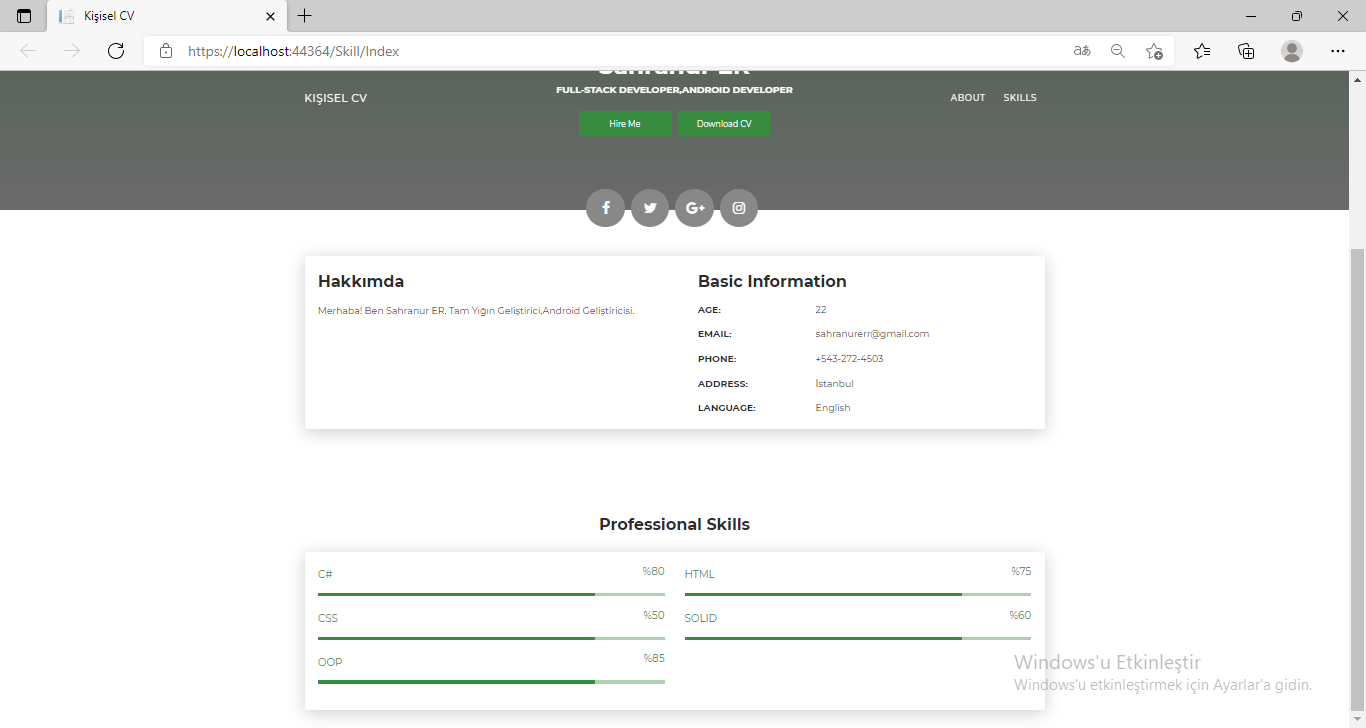 Kişisel CV
https://localhost:44364/Skill/Index
Sahranur ER
KIŞISEL CV
FULL-STACK DEVELOPER,ANDROID DEVELOPER
ABOUT SKILLS
Hire Me Download CV
Hakkımda
Merhaba! Ben Sahranur ER. Tam Yığın Geliştirici,Android Geliştiricisi.
Basic Information
AGE: 22
EMAIL: sahranurerr@gmail.com
PHONE: +543-272-4503
ADDRESS: İstanbul
LANGUAGE: English
Professional Skills
C# %80 HTML %75
CSS %50 SOLID %60
OOP %85
Windows'u Etkinleştir
Windows'u etkinleştirmek için Ayarlar'a gidin.